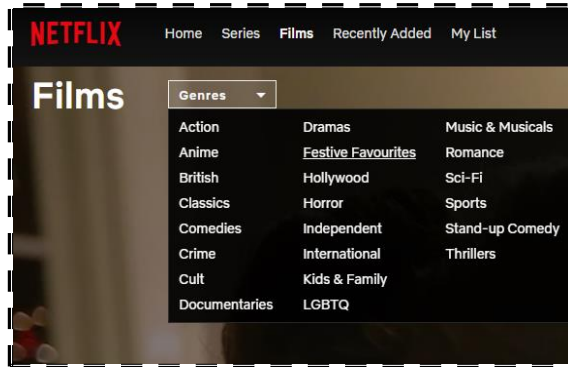 NETFLIX Home Series Films Recently Added My List
Films Genres
Action Dramas Music & Musicals
Anime Festive Favourites Romance
British Hollywood Sci-Fi
Classics Horror Sports
Comedies Independent Stand-up Comedy
Crime International Thrillers
Cult Kids & Family
Documentaries LGBTQ